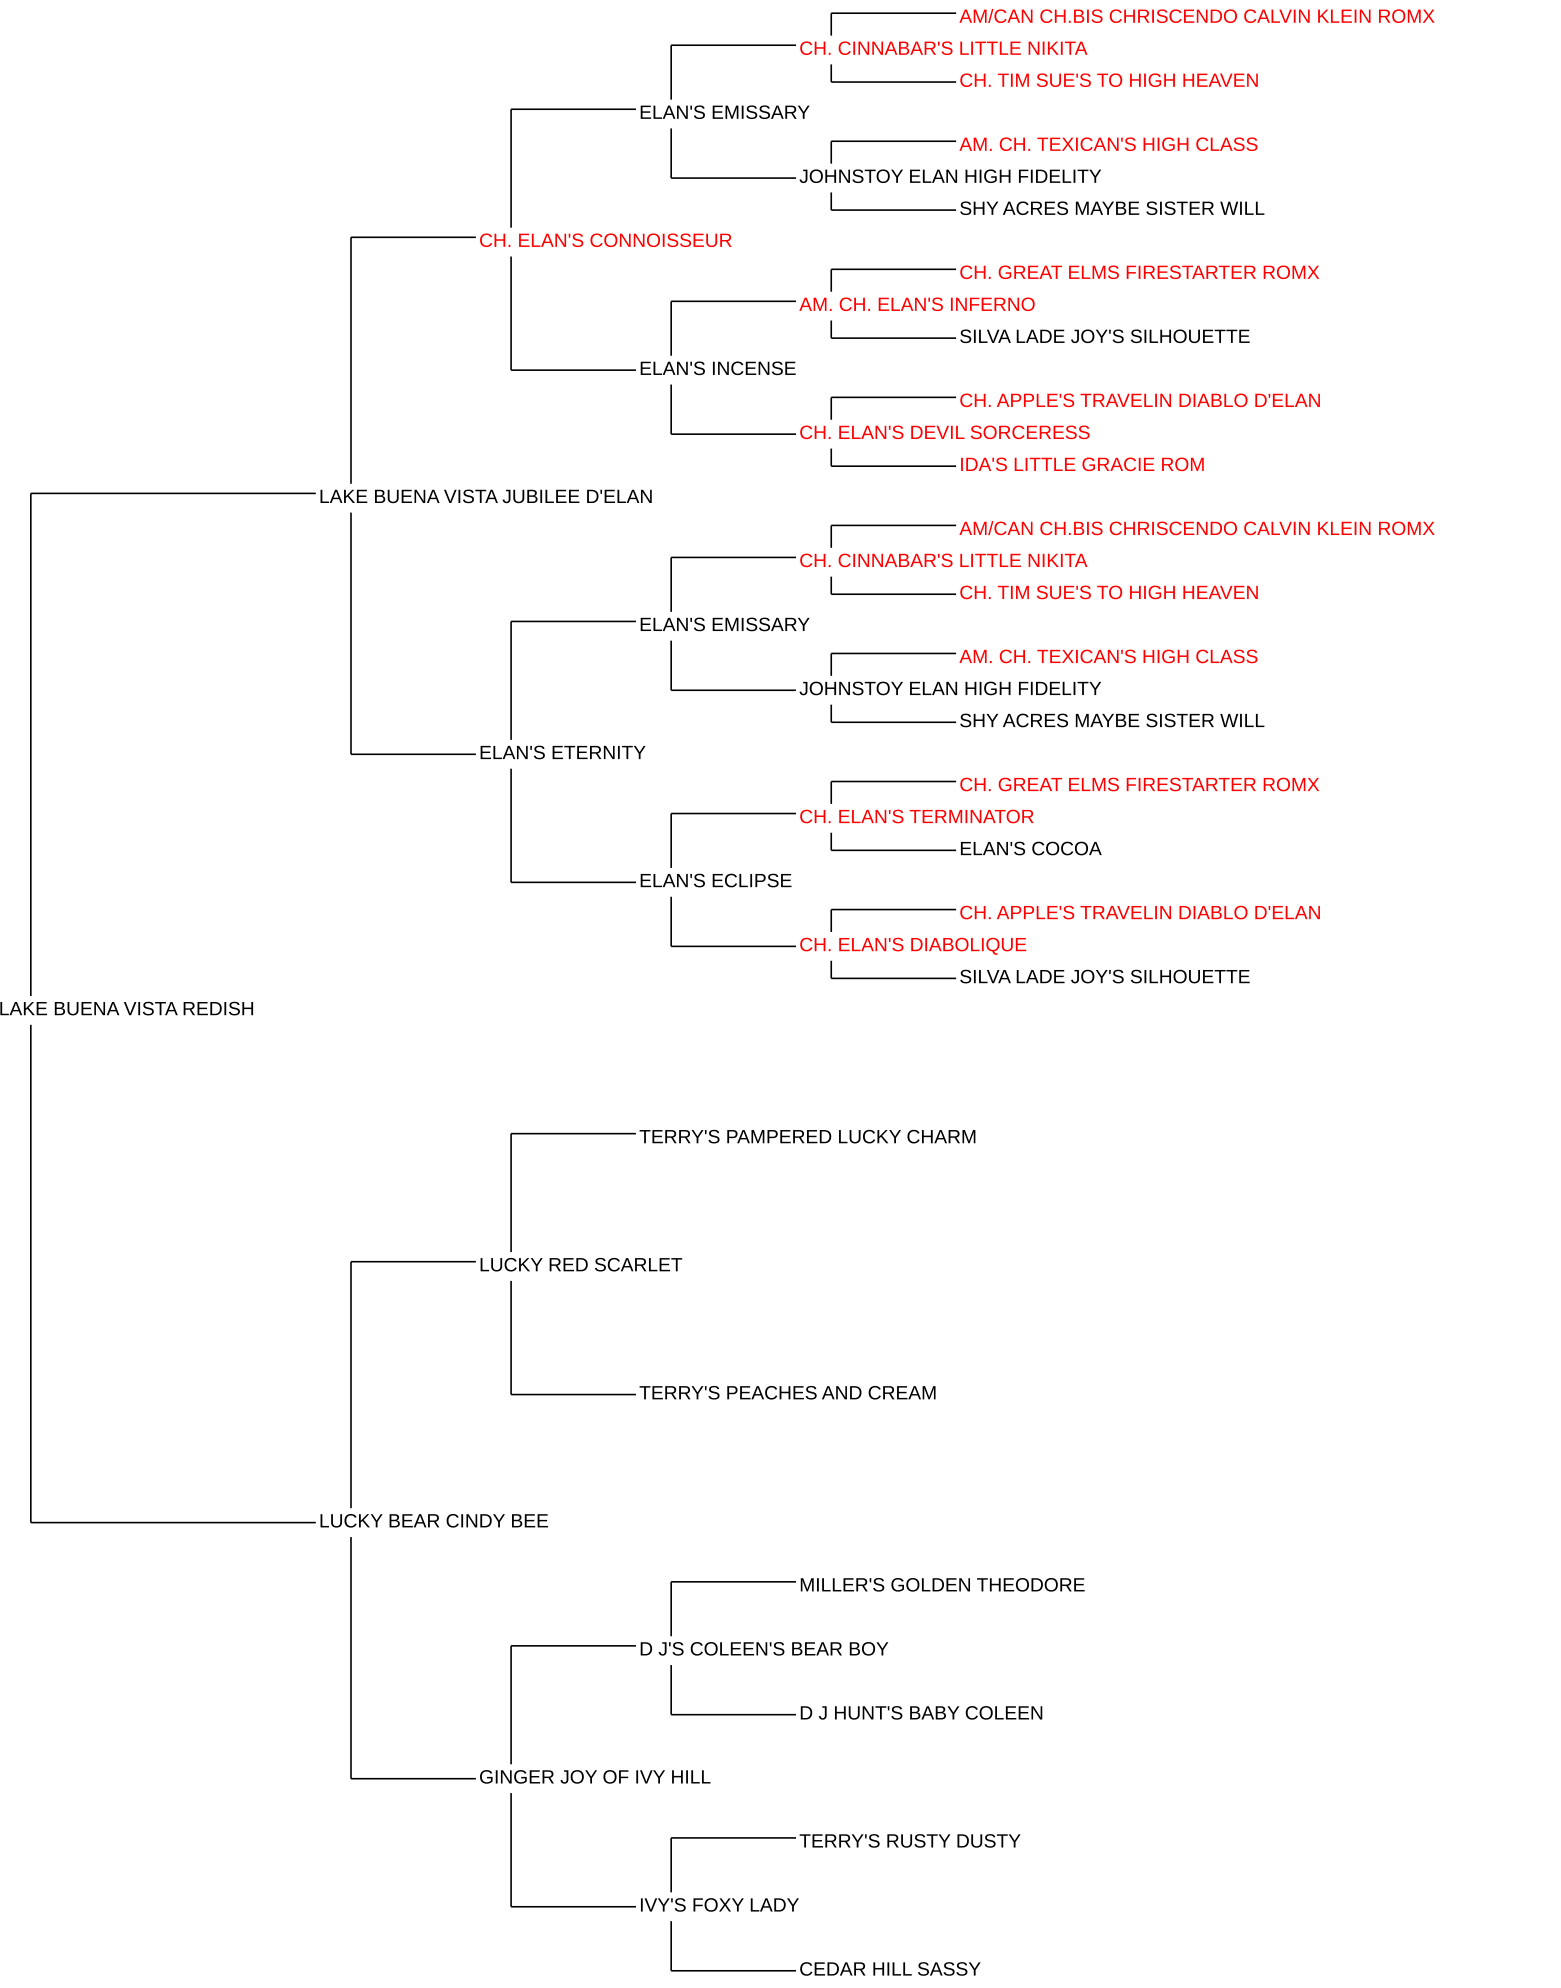 AM/CAN CH.BIS CHRISCENDO CALVIN KLEIN ROMX
CH. CINNABAR'S LITTLE NIKITA
CH. TIM SUE'S TO HIGH HEAVEN
ELAN'S EMISSARY
AM. CH. TEXICAN'S HIGH CLASS
JOHNSTOY ELAN HIGH FIDELITY
SHY ACRES MAYBE SISTER WILL
CH. ELAN'S CONNOISSEUR
CH. GREAT ELMS FIRESTARTER ROMX
AM. CH. ELAN'S INFERNO
SILVA LADE JOY'S SILHOUETTE
ELAN'S INCENSE
CH. APPLE'S TRAVELIN DIABLO D'ELAN
CH. ELAN'S DEVIL SORCERESS
IDA'S LITTLE GRACIE ROM
LAKE BUENA VISTA JUBILEE D'ELAN
AM/CAN CH.BIS CHRISCENDO CALVIN KLEIN ROMX
CH. CINNABAR'S LITTLE NIKITA
CH. TIM SUE'S TO HIGH HEAVEN
ELAN'S EMISSARY
AM. CH. TEXICAN'S HIGH CLASS
JOHNSTOY ELAN HIGH FIDELITY
SHY ACRES MAYBE SISTER WILL
ELAN'S ETERNITY
CH. GREAT ELMS FIRESTARTER ROMX
CH. ELAN'S TERMINATOR
ELAN'S COCOA
ELAN'S ECLIPSE
CH. APPLE'S TRAVELIN DIABLO D'ELAN
CH. ELAN'S DIABOLIQUE
SILVA LADE JOY'S SILHOUETTE
LAKE BUENA VISTA REDISH
TERRY'S PAMPERED LUCKY CHARM
LUCKY RED SCARLET
TERRY'S PEACHES AND CREAM
LUCKY BEAR CINDY BEE
MILLER'S GOLDEN THEODORE
D J'S COLEEN'S BEAR BOY
D J HUNT'S BABY COLEEN
GINGER JOY OF IVY HILL
TERRY'S RUSTY DUSTY
IVY'S FOXY LADY
CEDAR HILL SASSY